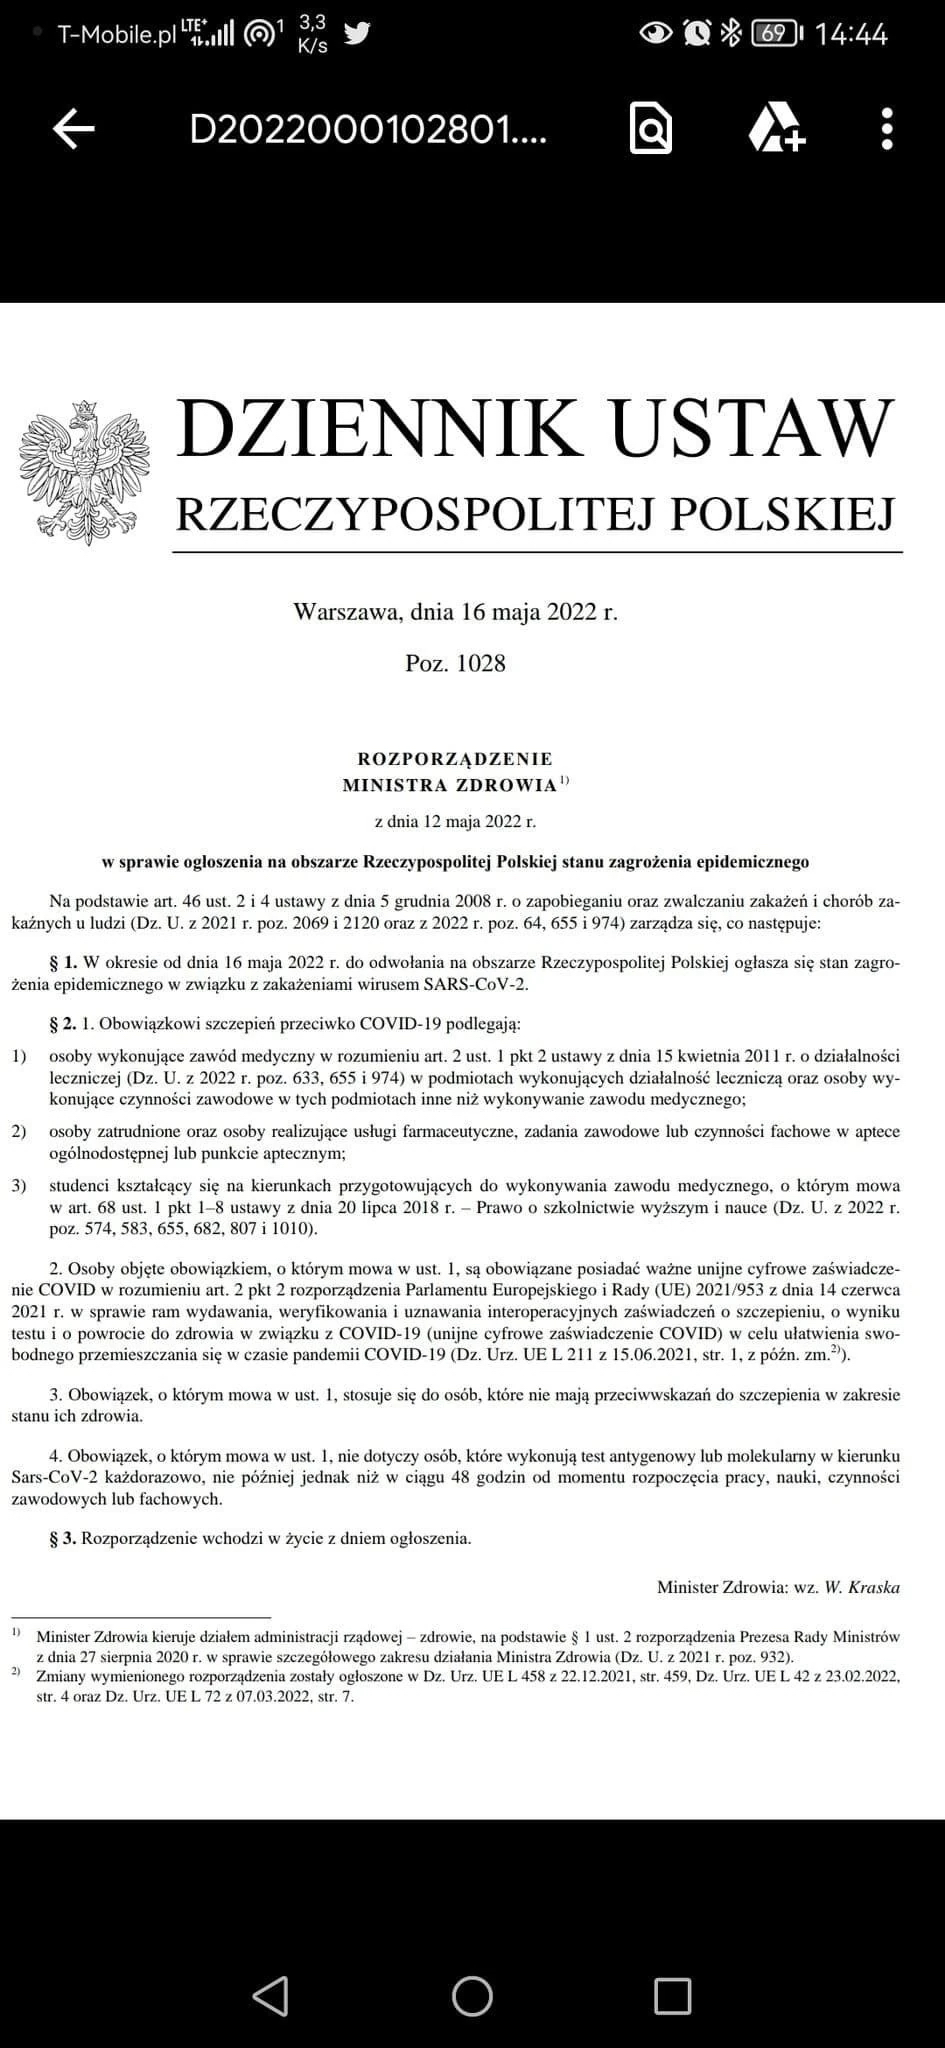 T-Mobile.pl LTE+ 1 3,3 K/s 69 14:44
D2022000102801....
DZIENNIK USTAW
RZECZYPOSPOLITEJ POLSKIEJ
Warszawa, dnia 16 maja 2022 r.
Poz. 1028
ROZPORZĄDZENIE
MINISTRA ZDROWIA1)
z dnia 12 maja 2022 r.
w sprawie ogłoszenia na obszarze Rzeczypospolitej Polskiej stanu zagrożenia epidemicznego
Na podstawie art. 46 ust. 2 i 4 ustawy z dnia 5 grudnia 2008 r. o zapobieganiu oraz zwalczaniu zakażeń i chorób za-
kaźnych u ludzi (Dz. U. z 2021 r. poz. 2069 i 2120 oraz z 2022 r. poz. 64, 655 i 974) zarządza się, co następuje:
§ 1. W okresie od dnia 16 maja 2022 r. do odwołania na obszarze Rzeczypospolitej Polskiej ogłasza się stan zagro-
żenia epidemicznego w związku z zakażeniami wirusem SARS-CoV-2.
§ 2. 1. Obowiązkowi szczepień przeciwko COVID-19 podlegają:
1) osoby wykonujące zawód medyczny w rozumieniu art. 2 ust. 1 pkt 2 ustawy z dnia 15 kwietnia 2011 r. o działalności
leczniczej (Dz. U. z 2022 r. poz. 633, 655 i 974) w podmiotach wykonujących działalność leczniczą oraz osoby wy-
konujące czynności zawodowe w tych podmiotach inne niż wykonywanie zawodu medycznego;
2) osoby zatrudnione oraz osoby realizujące usługi farmaceutyczne, zadania zawodowe lub czynności fachowe w aptece
ogólnodostępnej lub punkcie aptecznym;
3) studenci kształcący się na kierunkach przygotowujących do wykonywania zawodu medycznego, o którym mowa
w art. 68 ust. 1 pkt 1–8 ustawy z dnia 20 lipca 2018 r. – Prawo o szkolnictwie wyższym i nauce (Dz. U. z 2022 r.
poz. 574, 583, 655, 682, 807 i 1010).
2. Osoby objęte obowiązkiem, o którym mowa w ust. 1, są obowiązane posiadać ważne unijne cyfrowe zaświadcze-
nie COVID w rozumieniu art. 2 pkt 2 rozporządzenia Parlamentu Europejskiego i Rady (UE) 2021/953 z dnia 14 czerwca
2021 r. w sprawie ram wydawania, weryfikowania i uznawania interoperacyjnych zaświadczeń o szczepieniu, o wyniku
testu i o powrocie do zdrowia w związku z COVID-19 (unijne cyfrowe zaświadczenie COVID) w celu ułatwienia swo-
bodnego przemieszczania się w czasie pandemii COVID-19 (Dz. Urz. UE L 211 z 15.06.2021, str. 1, z późn. zm.2)).
3. Obowiązek, o którym mowa w ust. 1, stosuje się do osób, które nie mają przeciwwskazań do szczepienia w zakresie
stanu ich zdrowia.
4. Obowiązek, o którym mowa w ust. 1, nie dotyczy osób, które wykonują test antygenowy lub molekularny w kierunku
Sars-CoV-2 każdorazowo, nie później jednak niż w ciągu 48 godzin od momentu rozpoczęcia pracy, nauki, czynności
zawodowych lub fachowych.
§ 3. Rozporządzenie wchodzi w życie z dniem ogłoszenia.
Minister Zdrowia: wz. W. Kraska
1) Minister Zdrowia kieruje działem administracji rządowej – zdrowie, na podstawie § 1 ust. 2 rozporządzenia Prezesa Rady Ministrów
z dnia 27 sierpnia 2020 r. w sprawie szczegółowego zakresu działania Ministra Zdrowia (Dz. U. z 2021 r. poz. 932).
2) Zmiany wymienionego rozporządzenia zostały ogłoszone w Dz. Urz. UE L 458 z 22.12.2021, str. 459, Dz. Urz. UE L 42 z 23.02.2022,
str. 4 oraz Dz. Urz. UE L 72 z 07.03.2022, str. 7.